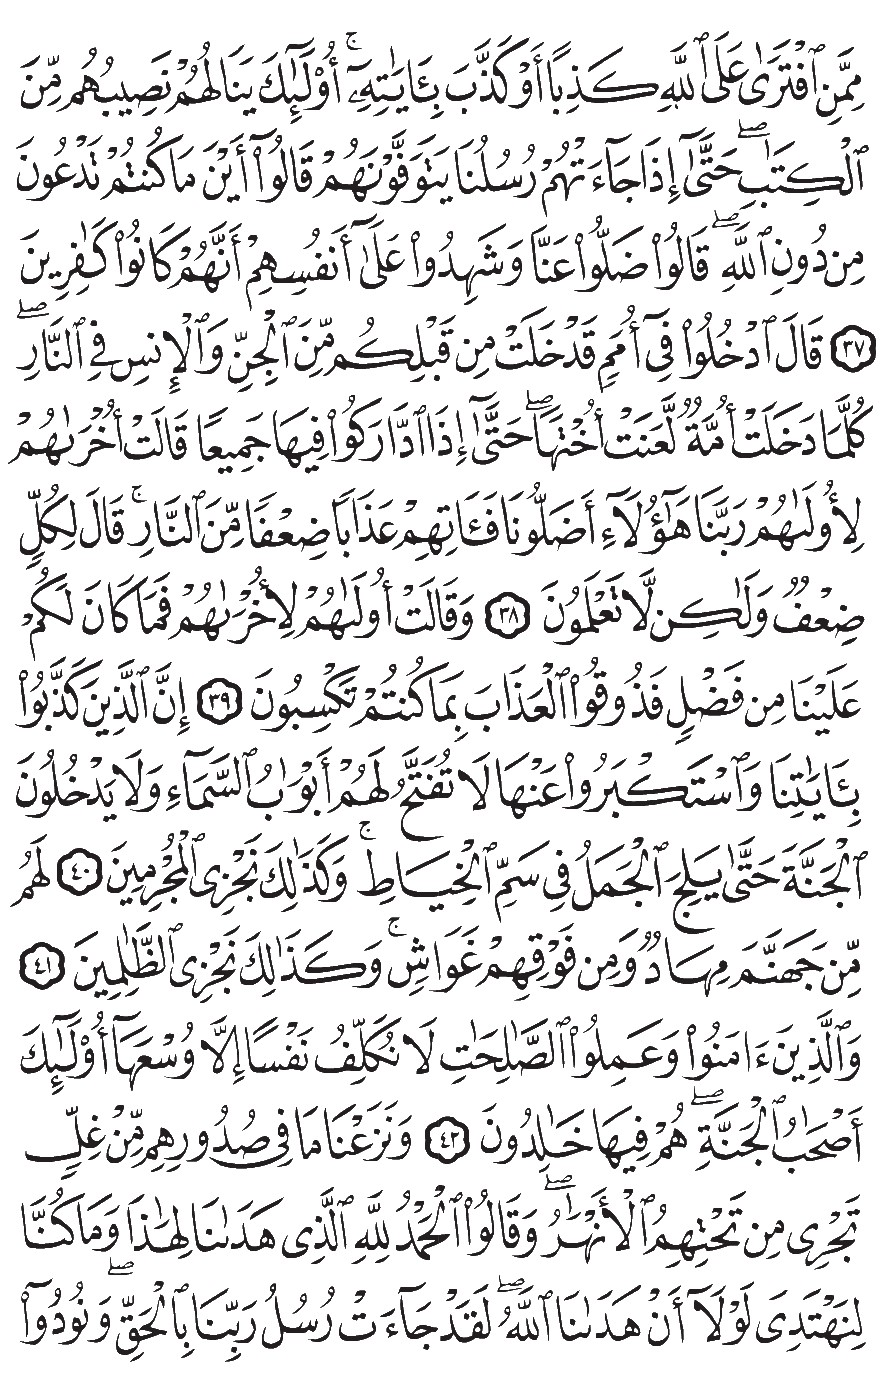 مِمَّنِ ٱفْتَرَىٰ عَلَى ٱللَّهِ كَذِبًا أَوْ كَذَّبَ بِـَٔايَـٰتِهِۦٓ ۚ أُو۟لَـٰٓئِكَ يَنَالُهُمْ نَصِيبُهُم مِّنَ
ٱلْكِتَـٰبِ ۖ حَتَّىٰٓ إِذَا جَآءَتْهُمْ رُسُلُنَا يَتَوَفَّوْنَهُمْ قَالُوٓا۟ أَيْنَ مَا كُنتُمْ تَدْعُونَ
مِن دُونِ ٱللَّهِ ۖ قَالُوا۟ ضَلُّوا۟ عَنَّا وَشَهِدُوا۟ عَلَىٰٓ أَنفُسِهِمْ أَنَّهُمْ كَانُوا۟ كَـٰفِرِينَ
٣٧ قَالَ ٱدْخُلُوا۟ فِىٓ أُمَمٍ قَدْ خَلَتْ مِن قَبْلِكُم مِّنَ ٱلْجِنِّ وَٱلْإِنسِ فِى ٱلنَّارِ ۖ
كُلَّمَا دَخَلَتْ أُمَّةٌ لَّعَنَتْ أُخْتَهَا ۖ حَتَّىٰٓ إِذَا ٱدَّارَكُوا۟ فِيهَا جَمِيعًا قَالَتْ أُخْرَىٰهُمْ
لِأُولَىٰهُمْ رَبَّنَا هَـٰٓؤُلَآءِ أَضَلُّونَا فَـَٔاتِهِمْ عَذَابًا ضِعْفًا مِّنَ ٱلنَّارِ ۚ قَالَ لِكُلٍّ
ضِعْفٌ وَلَـٰكِن لَّا تَعْلَمُونَ ٣٨ وَقَالَتْ أُولَىٰهُمْ لِأُخْرَىٰهُمْ فَمَا كَانَ لَكُمْ
عَلَيْنَا مِن فَضْلٍ فَذُوقُوا۟ ٱلْعَذَابَ بِمَا كُنتُمْ تَكْسِبُونَ ٣٩ إِنَّ ٱلَّذِينَ كَذَّبُوا۟
بِـَٔايَـٰتِنَا وَٱسْتَكْبَرُوا۟ عَنْهَا لَا تُفَتَّحُ لَهُمْ أَبْوَٰبُ ٱلسَّمَآءِ وَلَا يَدْخُلُونَ
ٱلْجَنَّةَ حَتَّىٰ يَلِجَ ٱلْجَمَلُ فِى سَمِّ ٱلْخِيَاطِ ۚ وَكَذَٰلِكَ نَجْزِى ٱلْمُجْرِمِينَ ٤٠ لَهُم
مِّن جَهَنَّمَ مِهَادٌ وَمِن فَوْقِهِمْ غَوَاشٍ ۚ وَكَذَٰلِكَ نَجْزِى ٱلظَّـٰلِمِينَ ٤١
وَٱلَّذِينَ ءَامَنُوا۟ وَعَمِلُوا۟ ٱلصَّـٰلِحَـٰتِ لَا نُكَلِّفُ نَفْسًا إِلَّا وُسْعَهَآ أُو۟لَـٰٓئِكَ
أَصْحَـٰبُ ٱلْجَنَّةِ ۖ هُمْ فِيهَا خَـٰلِدُونَ ٤٢ وَنَزَعْنَا مَا فِى صُدُورِهِم مِّنْ غِلٍّ
تَجْرِى مِن تَحْتِهِمُ ٱلْأَنْهَـٰرُ ۖ وَقَالُوا۟ ٱلْحَمْدُ لِلَّهِ ٱلَّذِى هَدَىٰنَا لِهَـٰذَا وَمَا كُنَّا
لِنَهْتَدِىَ لَوْلَآ أَنْ هَدَىٰنَا ٱللَّهُ ۖ لَقَدْ جَآءَتْ رُسُلُ رَبِّنَا بِٱلْحَقِّ ۖ وَنُودُوٓا۟